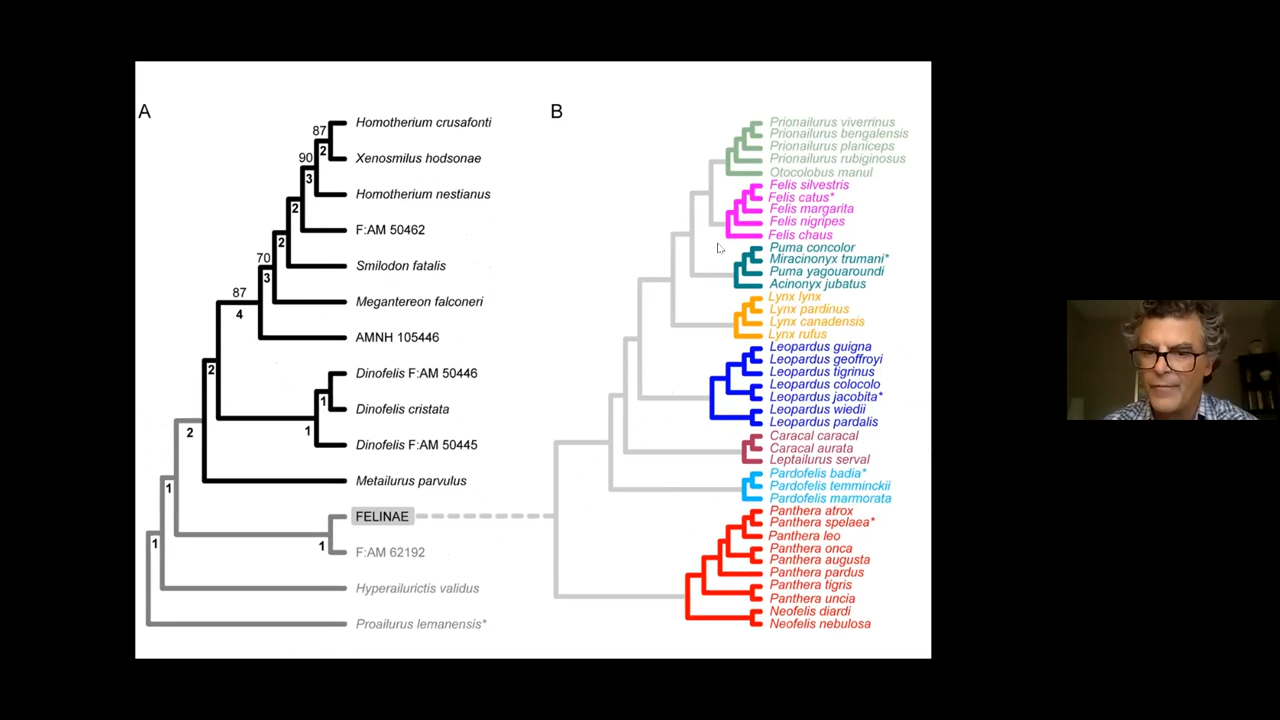 A
87
2
Homotherium crusafonti
90
Xenosmilus hodsonae
3
Homotherium nestianus
2
F:AM 50462
2
70
Smilodon fatalis
3
87
Megantereon falconeri
4
AMNH 105446
2
Dinofelis F:AM 50446
1
Dinofelis cristata
1
Dinofelis F:AM 50445
2
Metailurus parvulus
1
FELINAE
1
1
F:AM 62192
Hyperailurictis validus
Proailurus lemanensis*
B
Prionailurus viverrinus
Prionailurus bengalensis
Prionailurus planiceps
Prionailurus rubiginosus
Otocolobus manul
Felis silvestris
Felis catus*
Felis margarita
Felis nigripes
Felis chaus
Puma concolor
Miracinonyx trumani*
Puma yagouaroundi
Acinonyx jubatus
Lynx lynx
Lynx pardinus
Lynx canadensis
Lynx rufus
Leopardus guigna
Leopardus geoffroyi
Leopardus tigrinus
Leopardus colocolo
Leopardus jacobita*
Leopardus wiedii
Leopardus pardalis
Caracal caracal
Caracal aurata
Leptailurus serval
Pardofelis badia*
Pardofelis temminckii
Pardofelis marmorata
Panthera atrox
Panthera spelaea*
Panthera leo
Panthera onca
Panthera augusta
Panthera pardus
Panthera tigris
Panthera uncia
Neofelis diardi
Neofelis nebulosa